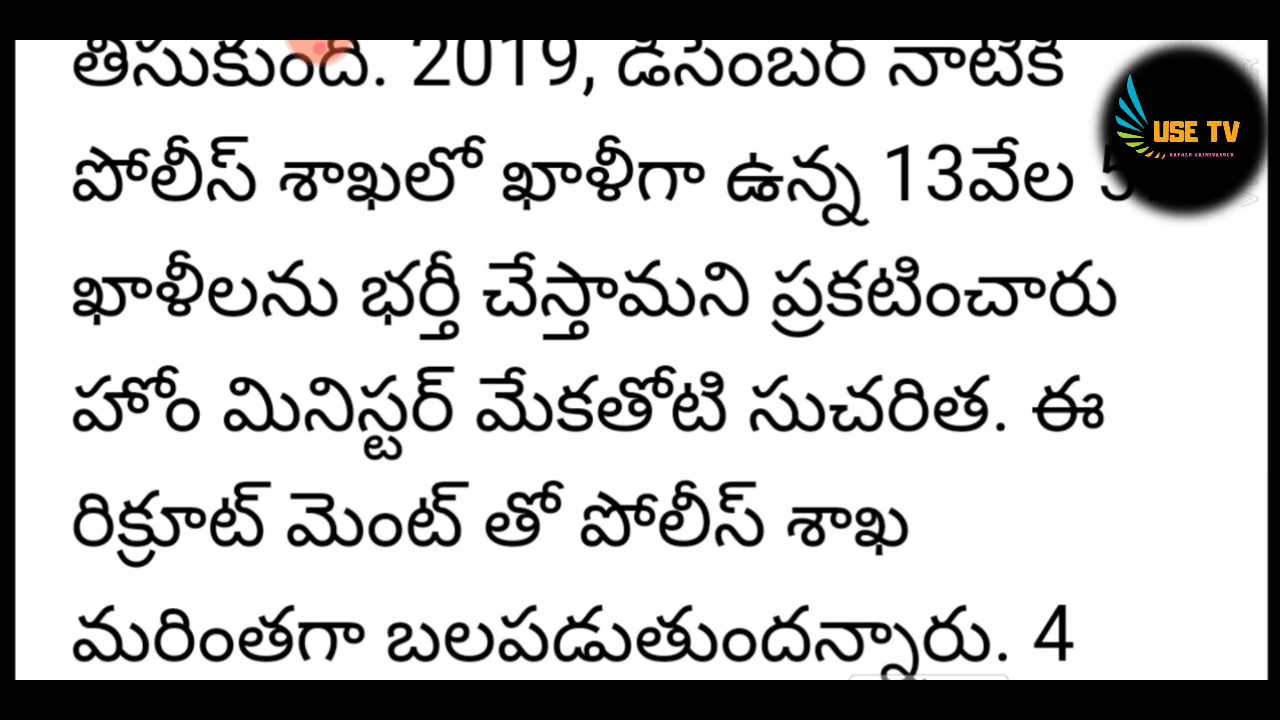 తీసుకుంది. 2019, డిసెంబర్ నాటికి
పోలీస్ శాఖలో ఖాళీగా ఉన్న 13వేల
ఖాళీలను భర్తీ చేస్తామని ప్రకటించారు
హోం మినిస్టర్ మేకతోటి సుచరిత. ఈ
రిక్రూట్ మెంట్ తో పోలీస్ శాఖ
మరింతగా బలపడుతుందన్నారు. 4
USE TV